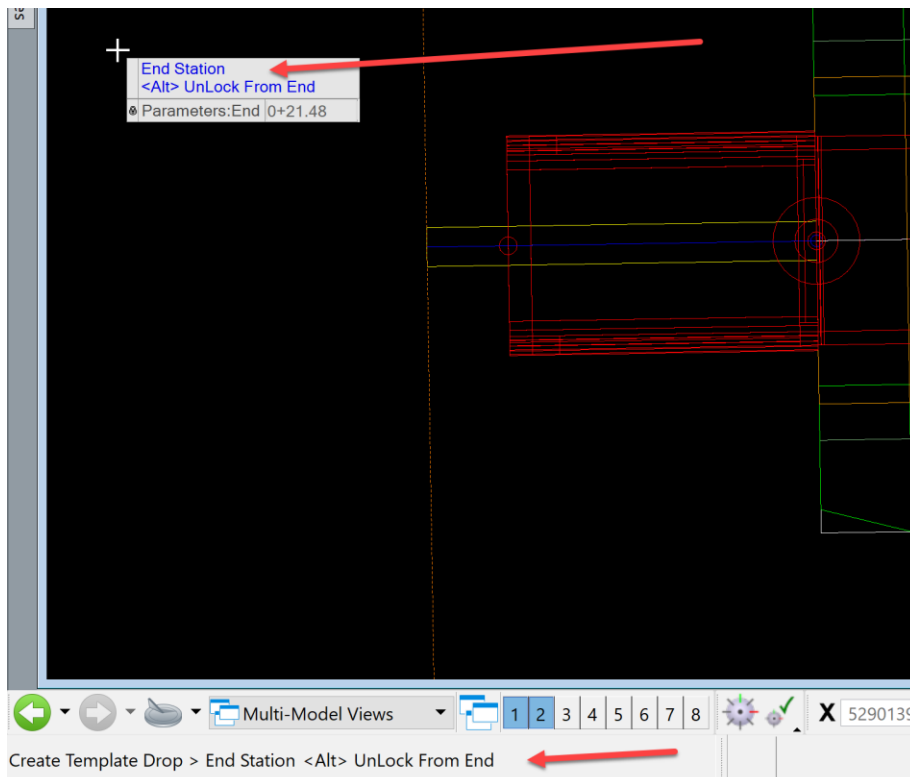 End Station
<Alt> UnLock From End
Parameters:End 0+21.48
Multi-Model Views
1 2 3 4 5 6 7 8
X 5290139
Create Template Drop > End Station <Alt> UnLock From End